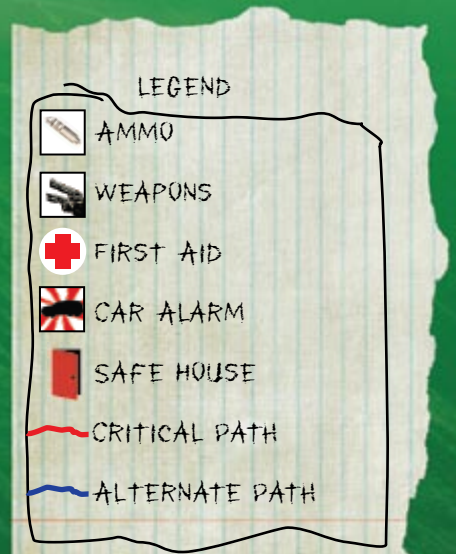 LEGEND
AMMO
WEAPONS
FIRST AID
CAR ALARM
SAFE HOUSE
CRITICAL PATH
ALTERNATE PATH